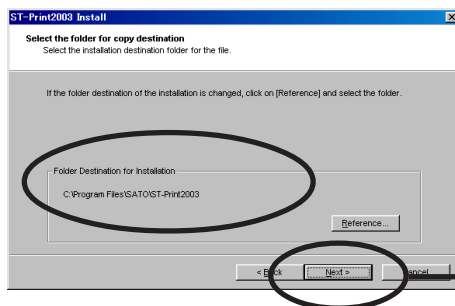 ST-Print2003 Install
Select the folder for copy destination
Select the installation destination folder for the file.
If the folder destination of the installation is changed, click on [Reference] and select the folder.
Folder Destination for Installation
C:\Program Files\SATO\ST-Print2003
Reference...
< Back Next > Cancel